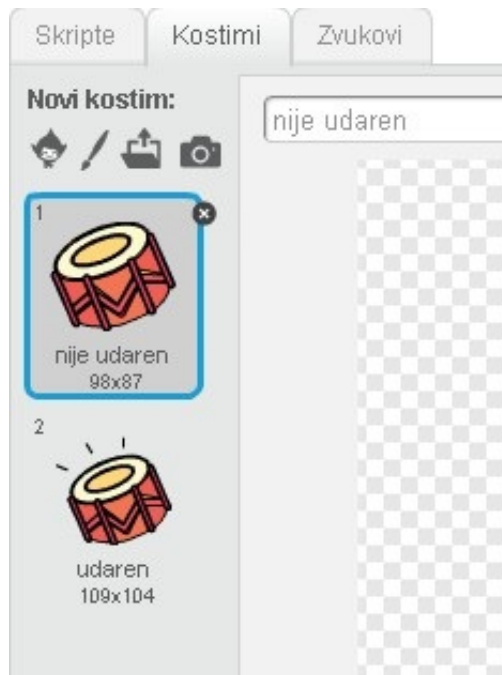 Skripte Kostimi Zvukovi
Novi kostim:
nije udaren
1
nije udaren
98x87
2
udaren
109x104